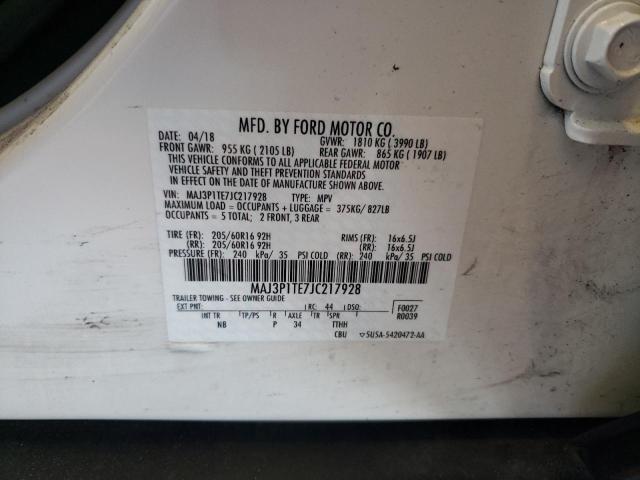 MFD. BY FORD MOTOR CO.
04/18 GVWR: 1810 KG ( 3990 LB)
FRONT GAWR: 955 KG ( 2105 LB) REAR GAWR: 865 KG ( 1907 LB)
THIS VEHICLE CONFORMS TO ALL APPLICABLE FEDERAL MOTOR
VEHICLE SAFETY AND THEFT PREVENTION STANDARDS
IN EFFECT ON THE DATE OF MANUFACTURE SHOWN ABOVE.
VIN: MAJ3P1TE7JC217928 TYPE: MPV
MAXIMUM LOAD = OCCUPANTS + LUGGAGE = 375KG/ 827LB
OCCUPANTS = 5 TOTAL; 2 FRONT, 3 REAR
TIRE (FR): 205/60R16 92H RIMS (FR): 16x6.5J
(RR): 205/60R16 92H (RR): 16x6.5J
PRESSURE (FR): 240 kPa/ 35 PSI COLD (RR): 240 kPa/ 35 PSI COLD
MAJ3P1TE7JC217928
TRAILER TOWING - SEE OWNER GUIDE
EXT PNT: RC: 44 DSO: F0027
R0039
INT TR TP/PS R AXLE TR SPR
NB P 34 TTHH
CBU 5U5A-5420472-AA